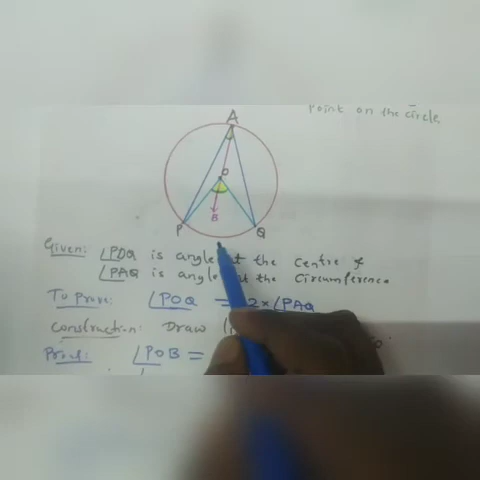 Point on the circle.
A
O
B
P
Q
Given: ∠POQ is angle at the centre &
∠PAQ is angle at the circumference
To Prove: ∠POQ = 2×∠PAQ
Construction: Draw
Proof: ∠POB =